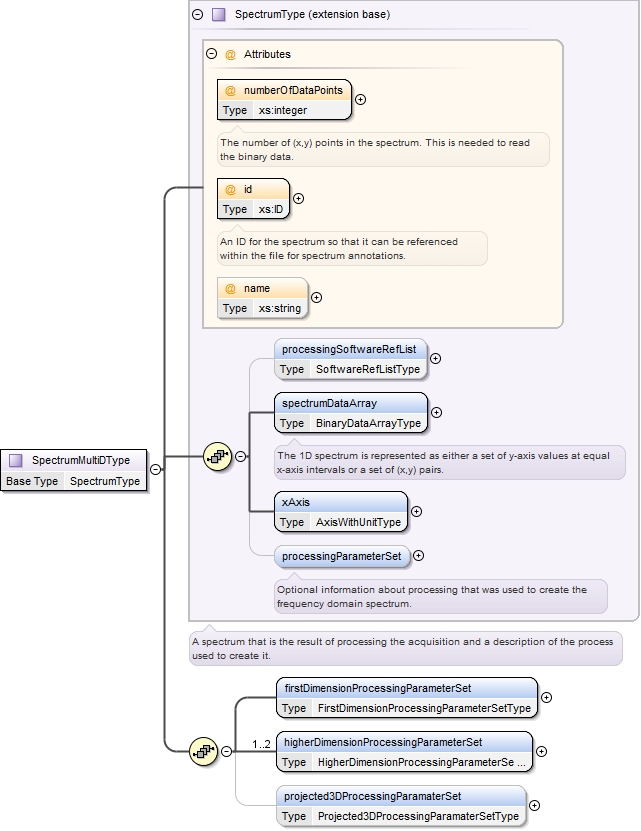 SpectrumType (extension base)
@ Attributes
@ numberOfDataPoints
Type xs:integer
The number of (x,y) points in the spectrum. This is needed to read
the binary data.
@ id
Type xs:ID
An ID for the spectrum so that it can be referenced
within the file for spectrum annotations.
@ name
Type xs:string
processingSoftwareRefList
Type SoftwareRefListType
spectrumDataArray
Type BinaryDataArrayType
The 1D spectrum is represented as either a set of y-axis values at equal
x-axis intervals or a set of (x,y) pairs.
SpectrumMultiDType
Base Type SpectrumType
xAxis
Type AxisWithUnitType
processingParameterSet
Optional information about processing that was used to create the
frequency domain spectrum.
A spectrum that is the result of processing the acquisition and a description of the process
used to create it.
firstDimensionProcessingParameterSet
Type FirstDimensionProcessingParameterSetType
1..2
higherDimensionProcessingParameterSet
Type HigherDimensionProcessingParameterSe ...
projected3DProcessingParamaterSet
Type Projected3DProcessingParamaterSetType